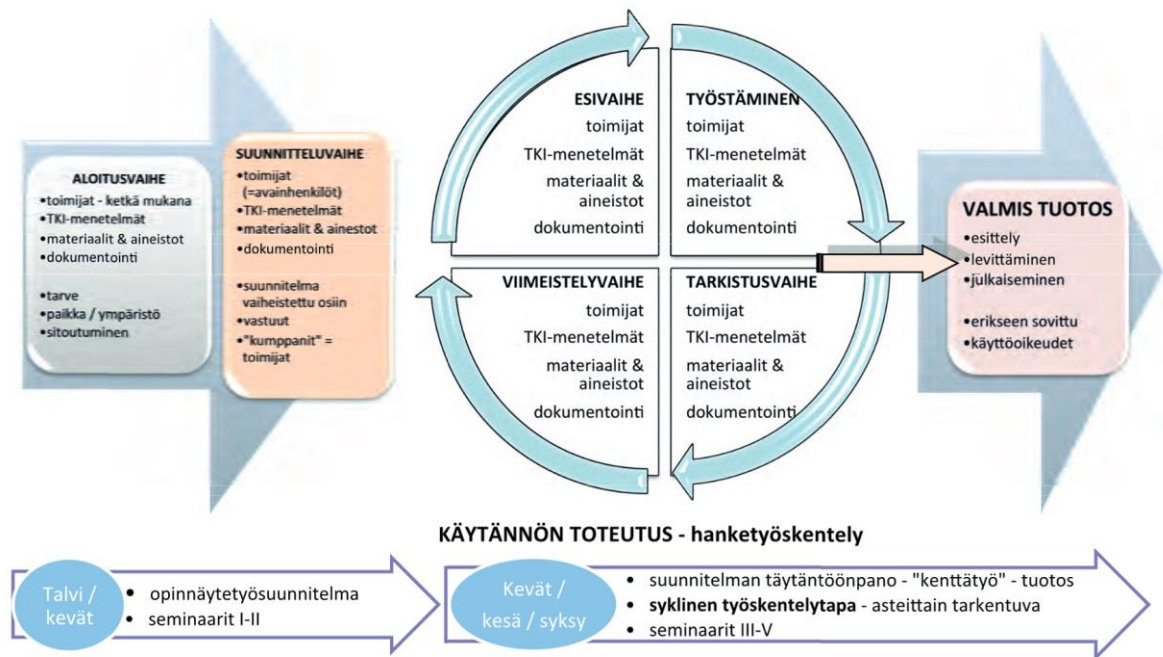 ALOITUSVAIHE
•toimijat - ketkä mukana
•TKI-menetelmät
•materiaalit & aineistot
•dokumentointi
•tarve
•paikka / ympäristö
•sitoutuminen
SUUNNITTELUVAIHE
•toimijat
(=avainhenkilöt)
•TKI-menetelmät
•materiaalit & ainestot
•dokumentointi
•suunnitelma
vaiheistettu osiin
•vastuut
•"kumppanit" =
toimijat
ESIVAIHE
toimijat
TKI-menetelmät
materiaalit &
aineistot
dokumentointi
TYÖSTÄMINEN
toimijat
TKI-menetelmät
materiaalit &
aineistot
dokumentointi
VIIMEISTELYVAIHE
toimijat
TKI-menetelmät
materiaalit &
aineistot
dokumentointi
TARKISTUSVAIHE
toimijat
TKI-menetelmät
materiaalit &
aineistot
dokumentointi
VALMIS TUOTOS
•esittely
•levittäminen
•julkaiseminen
•erikseen sovittu
•käyttöoikeudet
KÄYTÄNNÖN TOTEUTUS - hanketyöskentely
Talvi /
kevät
• opinnäytetyösuunnitelma
• seminaarit I-II
Kevät /
kesä / syksy
• suunnitelman täytäntöönpano - "kenttätyö" - tuotos
• syklinen työskentelytapa - asteittain tarkentuva
• seminaarit III-V